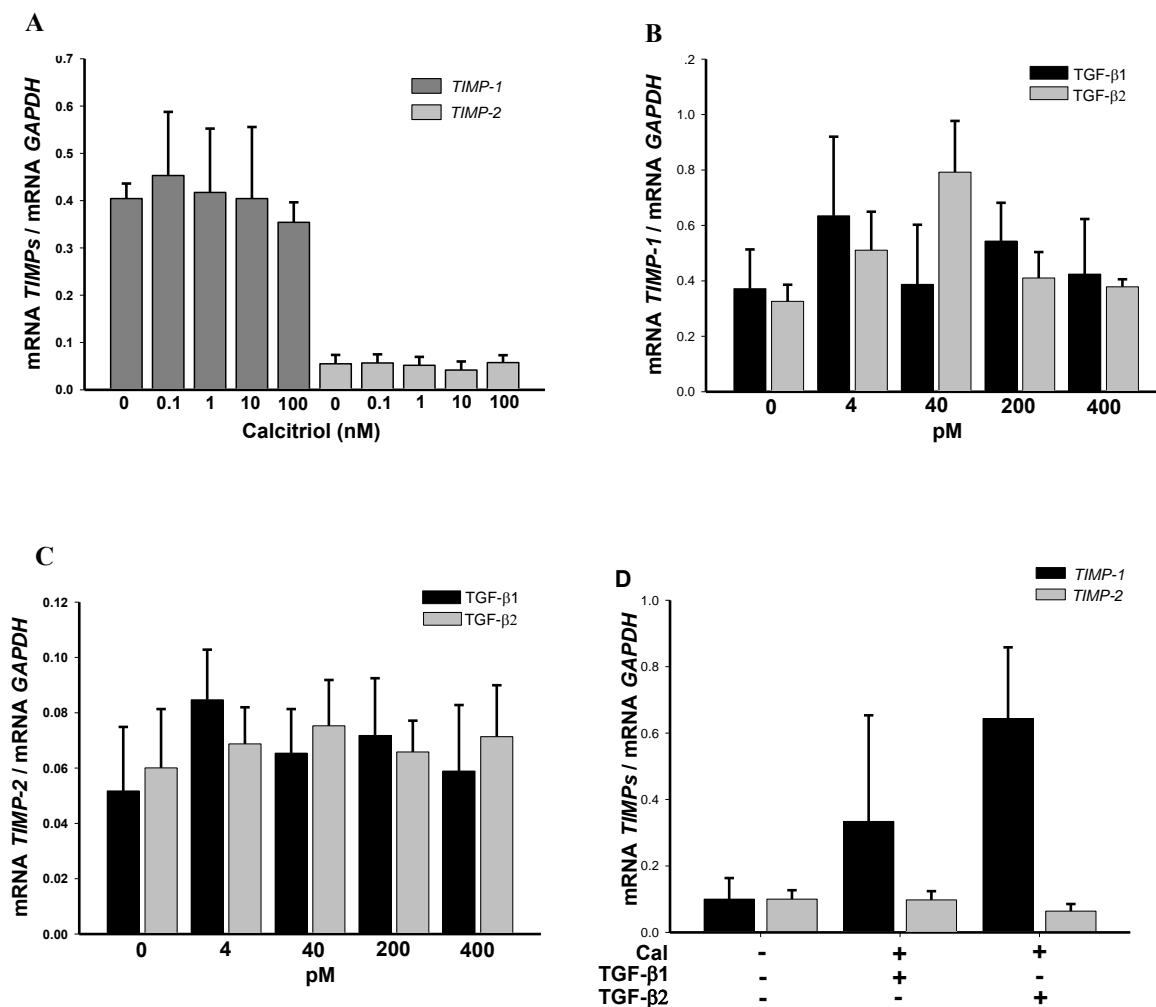 A
mRNA TIMPs / mRNA GAPDH
0.7
0.6
0.5
0.4
0.3
0.2
0.1
0.0
TIMP-1
TIMP-2
0 0.1 1 10 100 0 0.1 1 10 100
Calcitriol (nM)
B
mRNA TIMP-1 / mRNA GAPDH
.2
1.0
0.8
0.6
0.4
0.2
0.0
TGF-β1
TGF-β2
0 4 40 200 400
pM
C
mRNA TIMP-2 / mRNA GAPDH
0.12
0.10
0.08
0.06
0.04
0.02
0.00
TGF-β1
TGF-β2
0 4 40 200 400
pM
D
mRNA TIMPs / mRNA GAPDH
1.0
0.8
0.6
0.4
0.2
0.0
TIMP-1
TIMP-2
Cal - + +
TGF-β1 - + -
TGF-β2 - - +